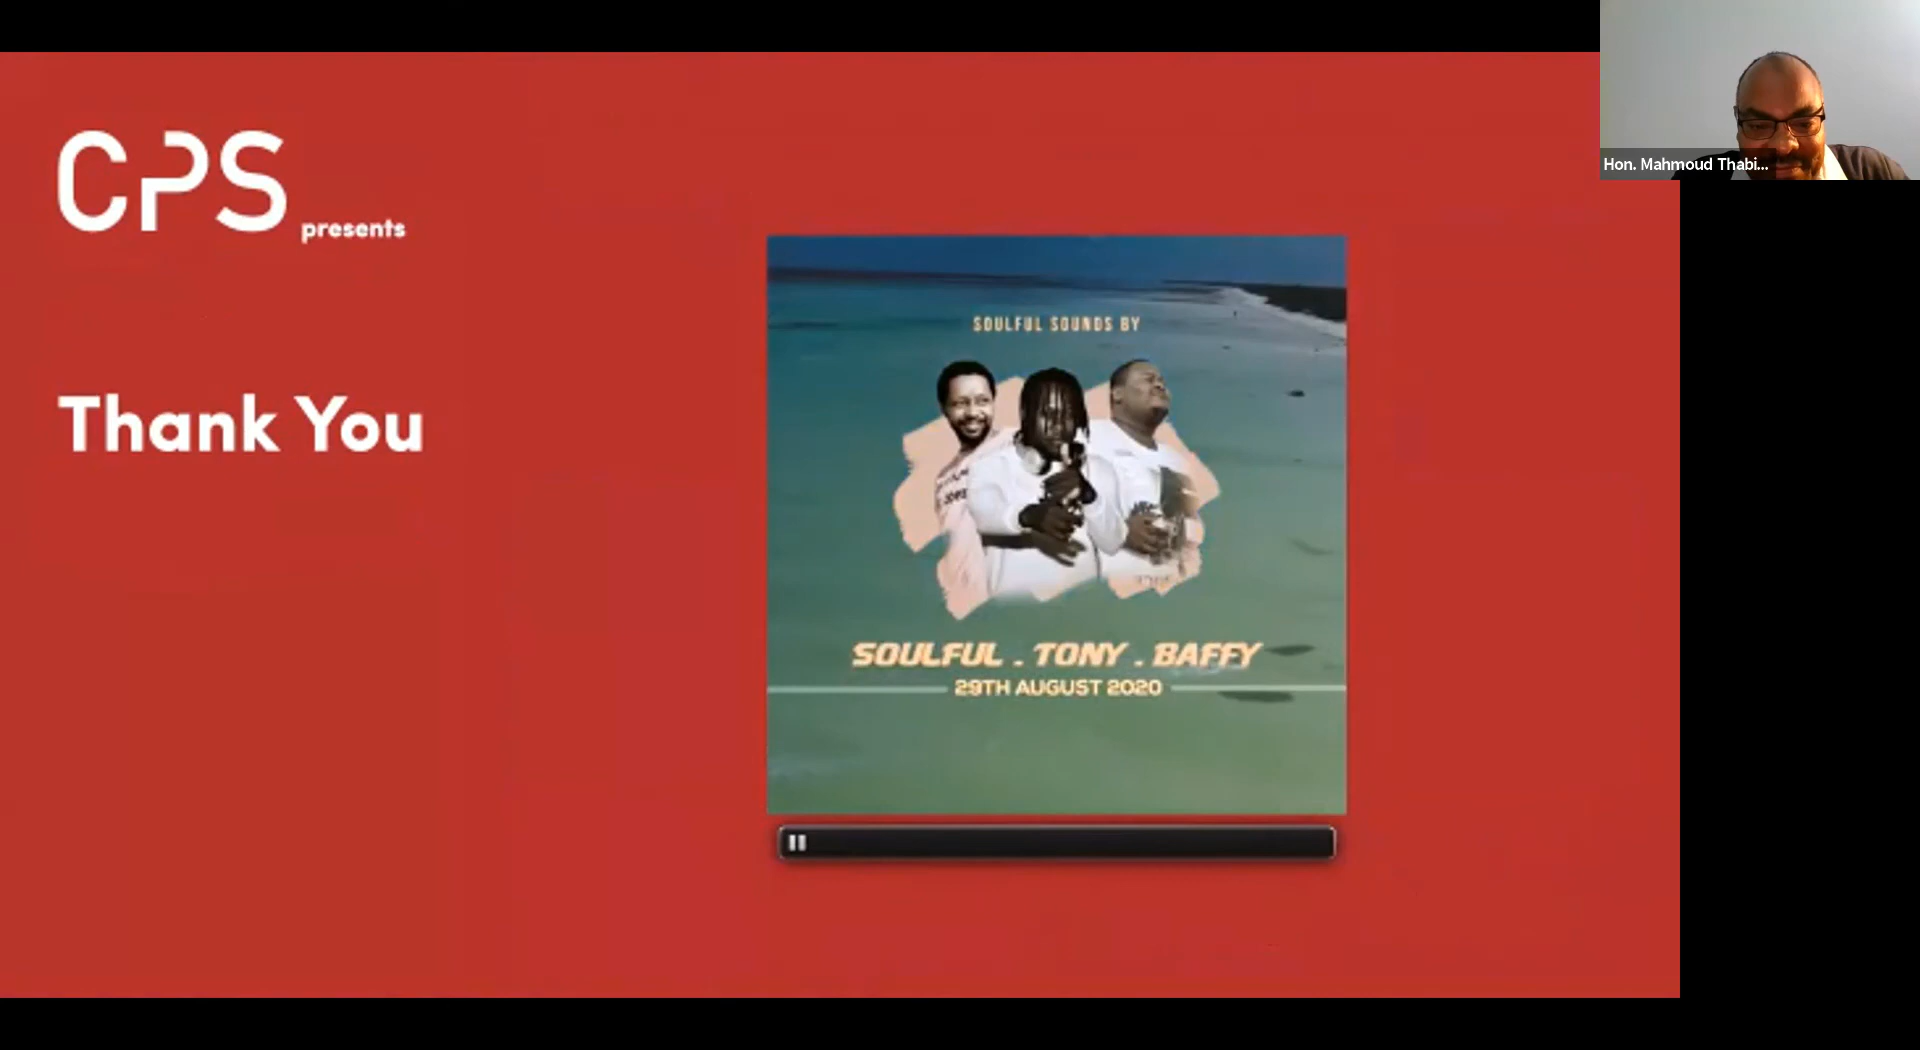 CPS
presents
Thank You
SOULFUL SOUNDS BY
SOULFUL . TONY . BAFFY
29TH AUGUST 2020
Hon. Mahmoud Thabi...